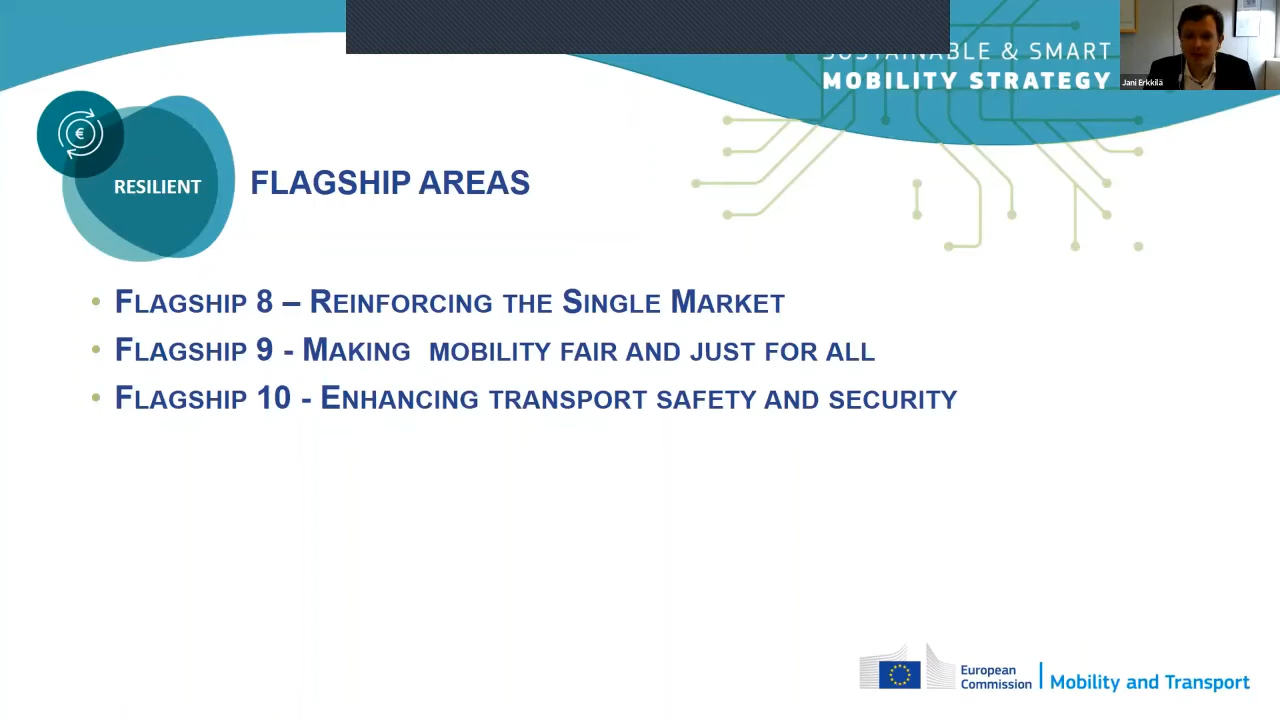 SUSTAINABLE & SMART
MOBILITY STRATEGY
Jani Erkkilä
€
RESILIENT
FLAGSHIP AREAS
• FLAGSHIP 8 – REINFORCING THE SINGLE MARKET
• FLAGSHIP 9 - MAKING MOBILITY FAIR AND JUST FOR ALL
• FLAGSHIP 10 - ENHANCING TRANSPORT SAFETY AND SECURITY
European
Commission
Mobility and Transport